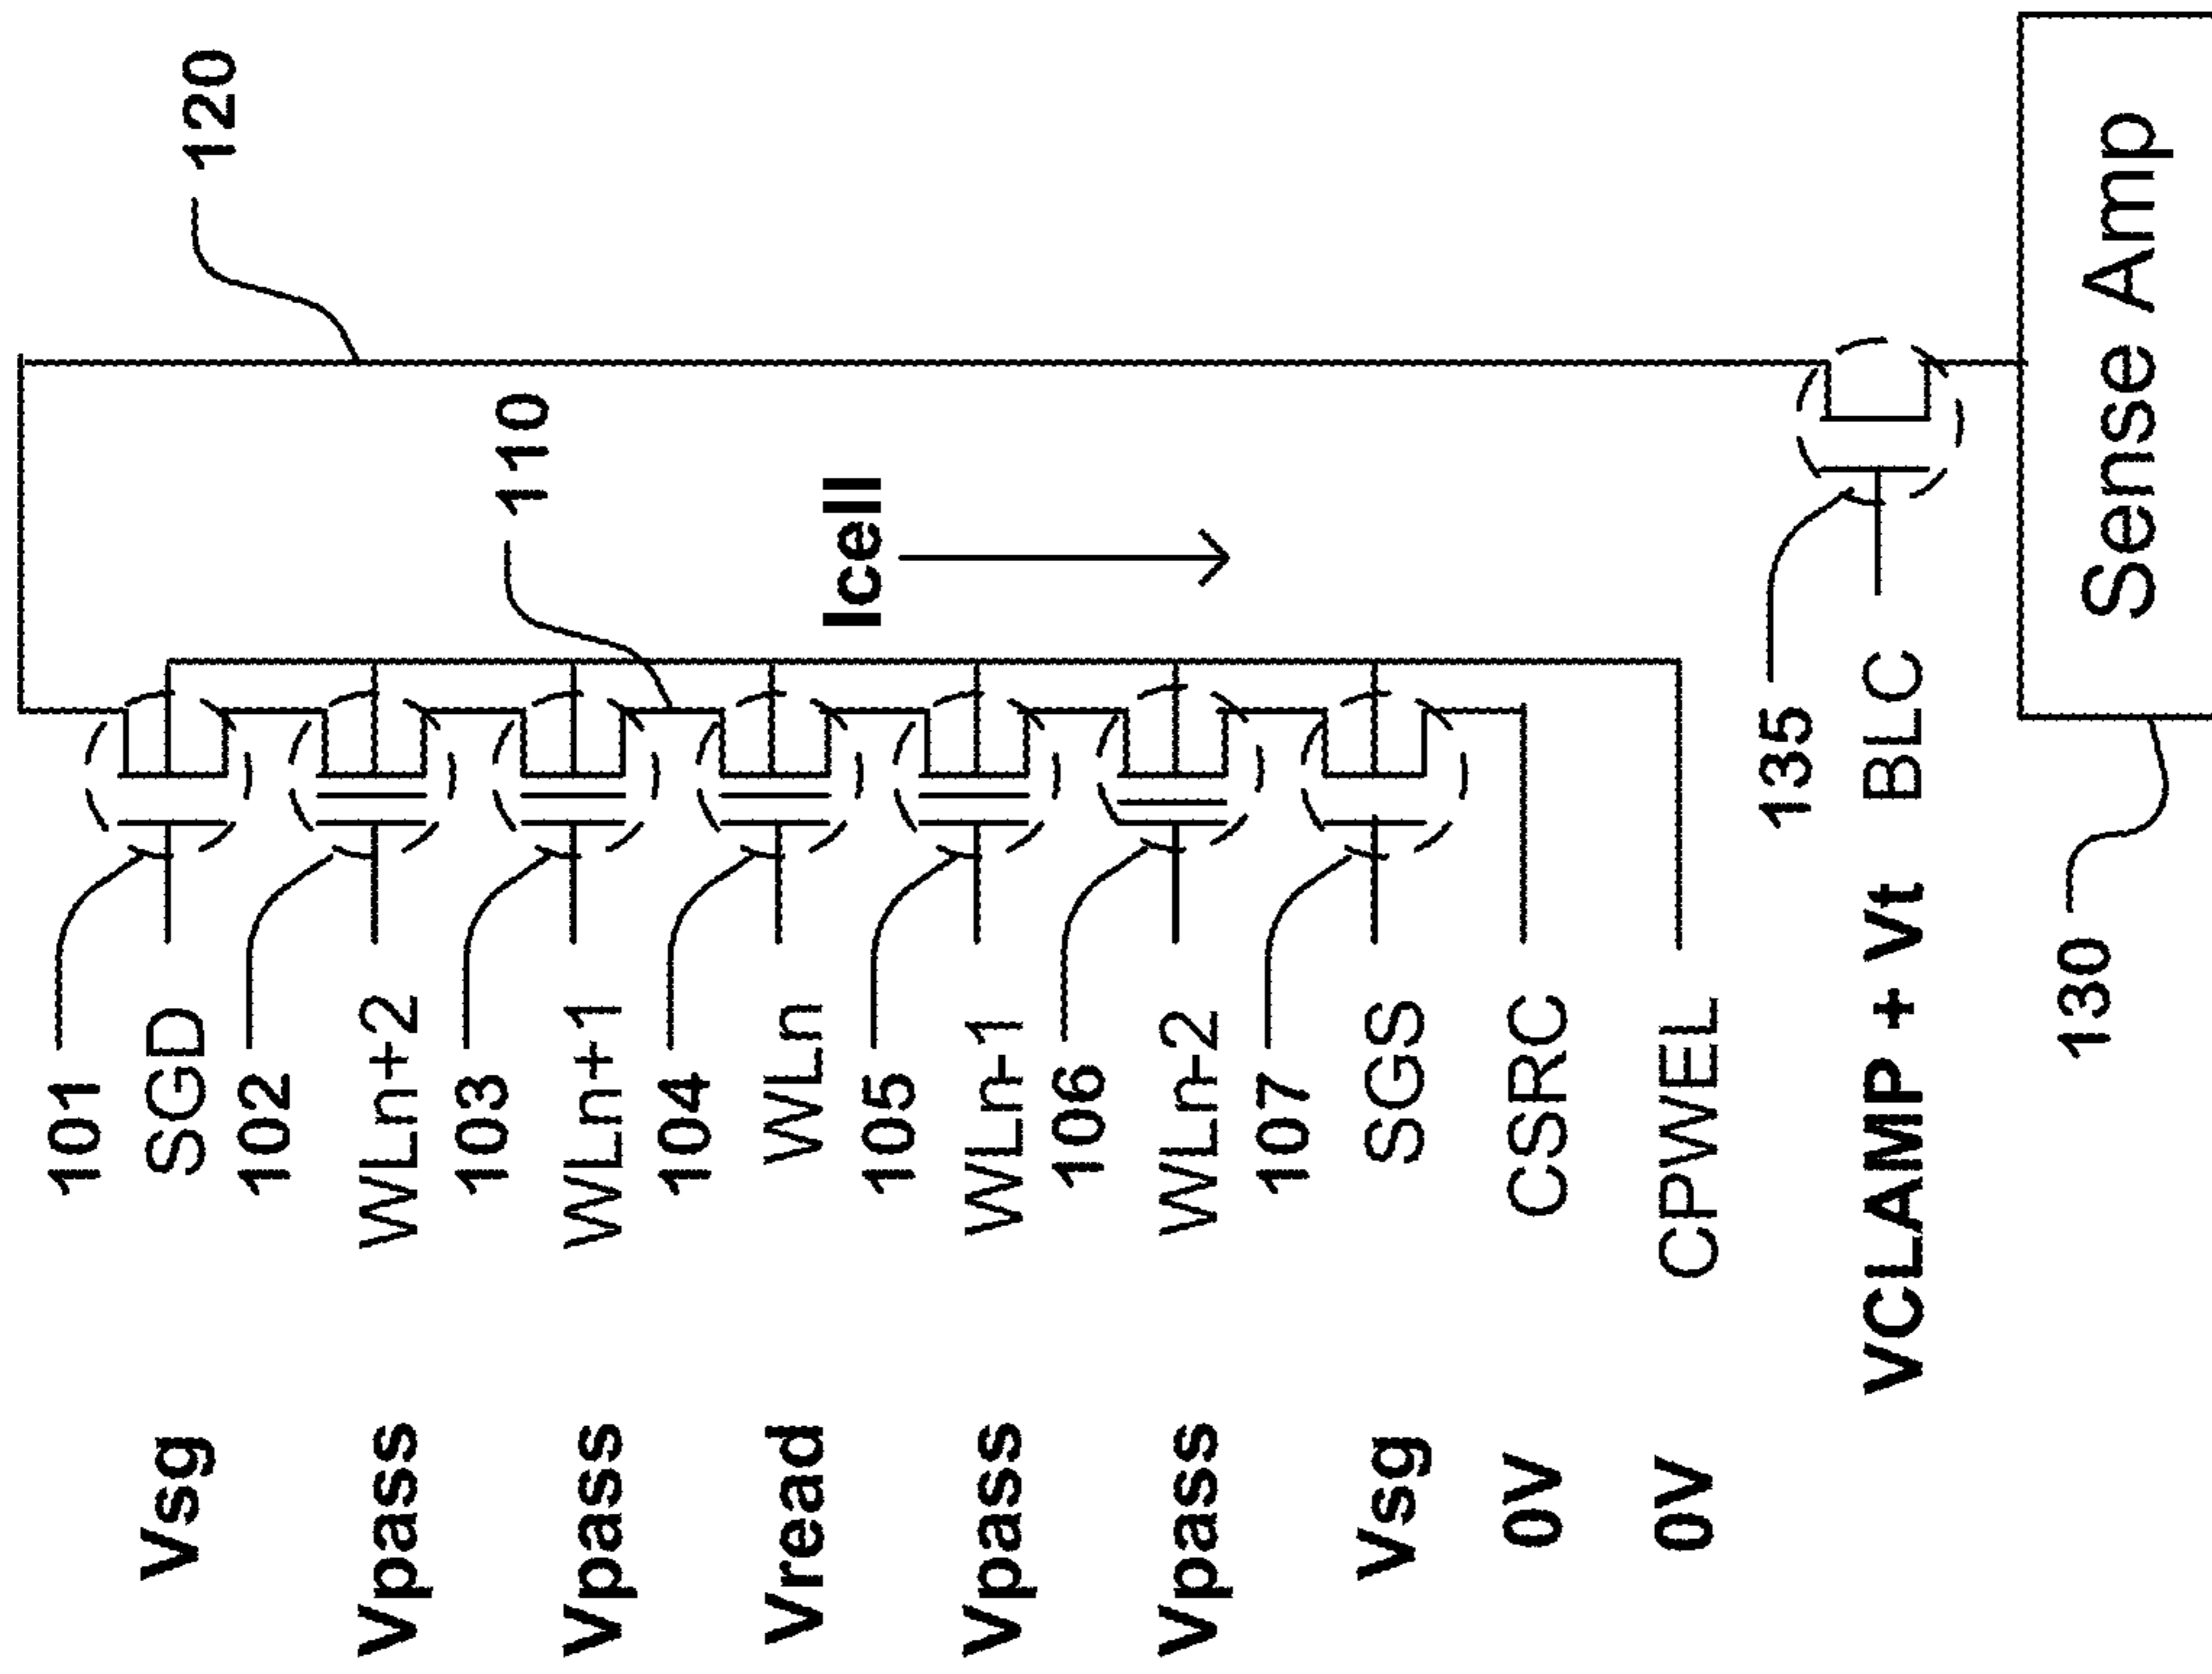 120
110
Icell
101
Vsg SGD
102
Vpass WLn+2
103
Vpass WLn+1
104
Vread WLn
105
Vpass WLn-1
106
Vpass WLn-2
107
Vsg SGS
0V CSRC
0V CPWEL
135
VCLAMP + Vt BLC
130
Sense Amp